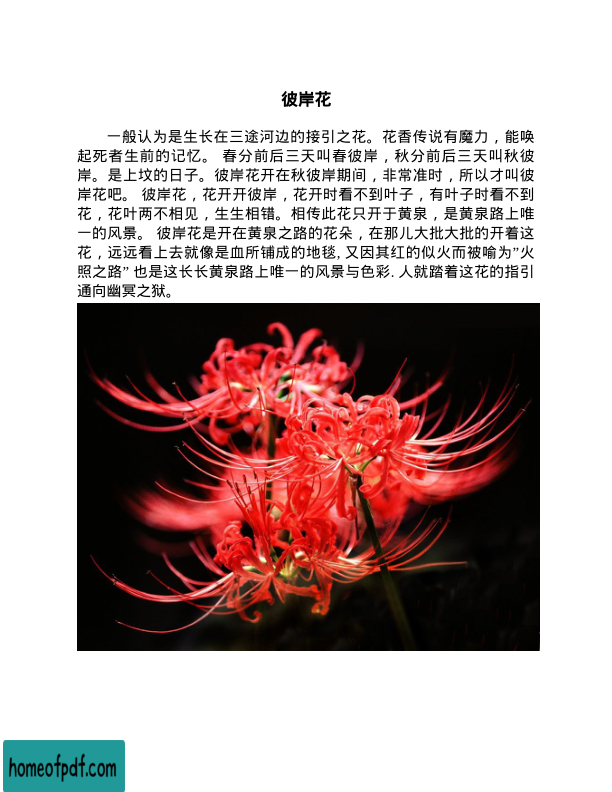 彼岸花
一般认为是生长在三途河边的接引之花。花香传说有魔力，能唤
起死者生前的记忆。 春分前后三天叫春彼岸，秋分前后三天叫秋彼
岸。是上坟的日子。彼岸花开在秋彼岸期间，非常准时，所以才叫彼
岸花吧。 彼岸花，花开开彼岸，花开时看不到叶子，有叶子时看不到
花，花叶两不相见，生生相错。相传此花只开于黄泉，是黄泉路上唯
一的风景。 彼岸花是开在黄泉之路的花朵，在那儿大批大批的开着这
花，远远看上去就像是血所铺成的地毯, 又因其红的似火而被喻为”火
照之路” 也是这长长黄泉路上唯一的风景与色彩. 人就踏着这花的指引
通向幽冥之狱。
homeofpdf.com